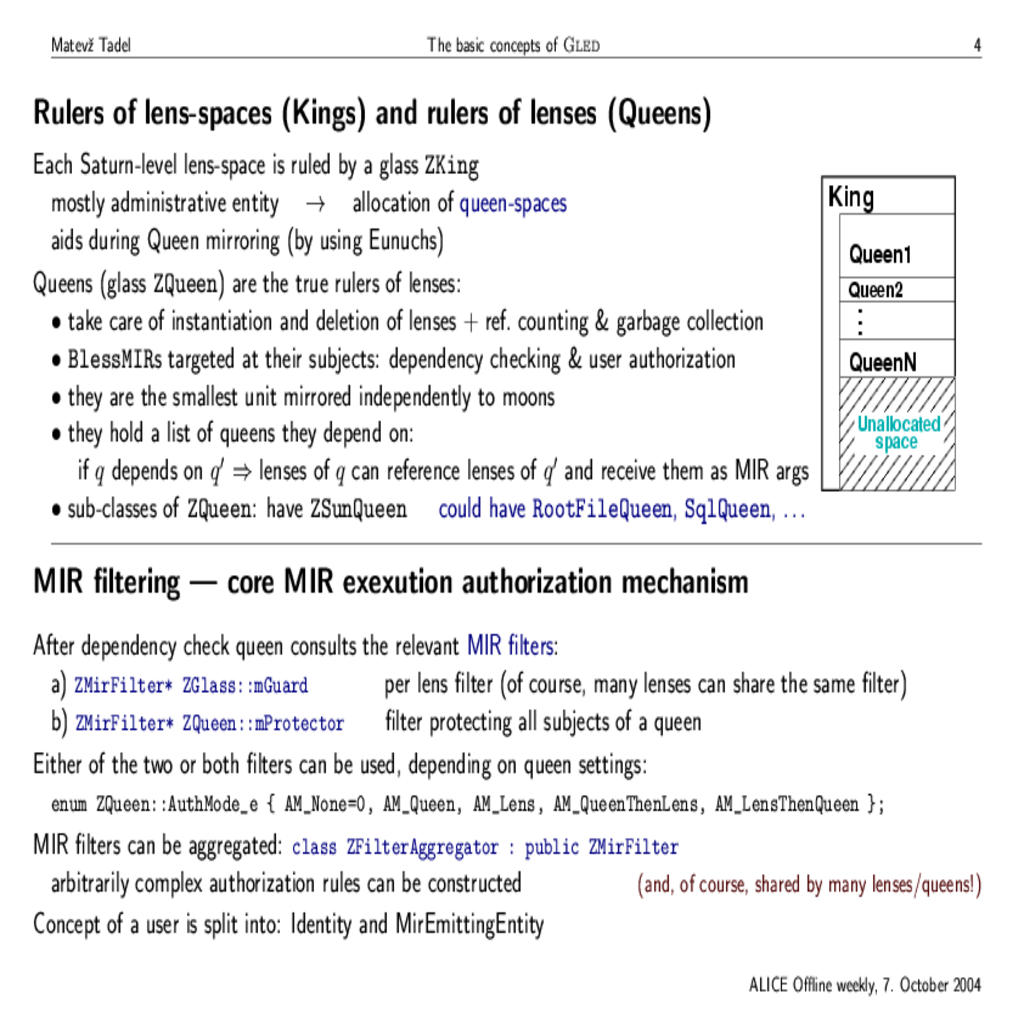 Matevž Tadel The basic concepts of GLED 4
Rulers of lens-spaces (Kings) and rulers of lenses (Queens)
Each Saturn-level lens-space is ruled by a glass ZKing
mostly administrative entity → allocation of queen-spaces
aids during Queen mirroring (by using Eunuchs)
Queens (glass ZQueen) are the true rulers of lenses:
• take care of instantiation and deletion of lenses + ref. counting & garbage collection
• BlessMIRs targeted at their subjects: dependency checking & user authorization
• they are the smallest unit mirrored independently to moons
• they hold a list of queens they depend on:
if q depends on q′ ⇒ lenses of q can reference lenses of q′ and receive them as MIR args
• sub-classes of ZQueen: have ZSunQueen could have RootFileQueen, SqlQueen, ...
King
Queen1
Queen2
⋮
QueenN
Unallocated
space
MIR filtering — core MIR exexution authorization mechanism
After dependency check queen consults the relevant MIR filters:
a) ZMirFilter* ZGlass::mGuard per lens filter (of course, many lenses can share the same filter)
b) ZMirFilter* ZQueen::mProtector filter protecting all subjects of a queen
Either of the two or both filters can be used, depending on queen settings:
enum ZQueen::AuthMode_e { AM_None=0, AM_Queen, AM_Lens, AM_QueenThenLens, AM_LensThenQueen };
MIR filters can be aggregated: class ZFilterAggregator : public ZMirFilter
arbitrarily complex authorization rules can be constructed (and, of course, shared by many lenses/queens!)
Concept of a user is split into: Identity and MirEmittingEntity
ALICE Offline weekly, 7. October 2004